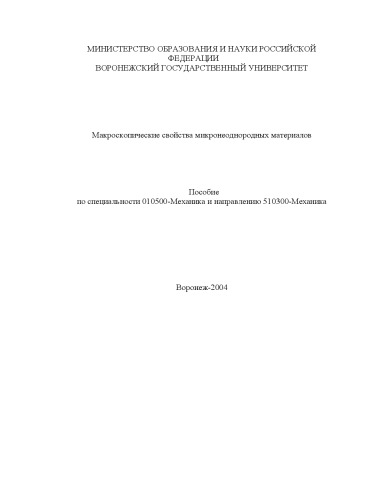 МИНИСТЕРСТВО ОБРАЗОВАНИЯ И НАУКИ РОССИЙСКОЙ
ФЕДЕРАЦИИ
ВОРОНЕЖСКИЙ ГОСУДАРСТВЕННЫЙ УНИВЕРСИТЕТ
Макроскопические свойства микронеоднородных материалов
Пособие
по специальности 010500-Механика и направлению 510300-Механика
Воронеж-2004